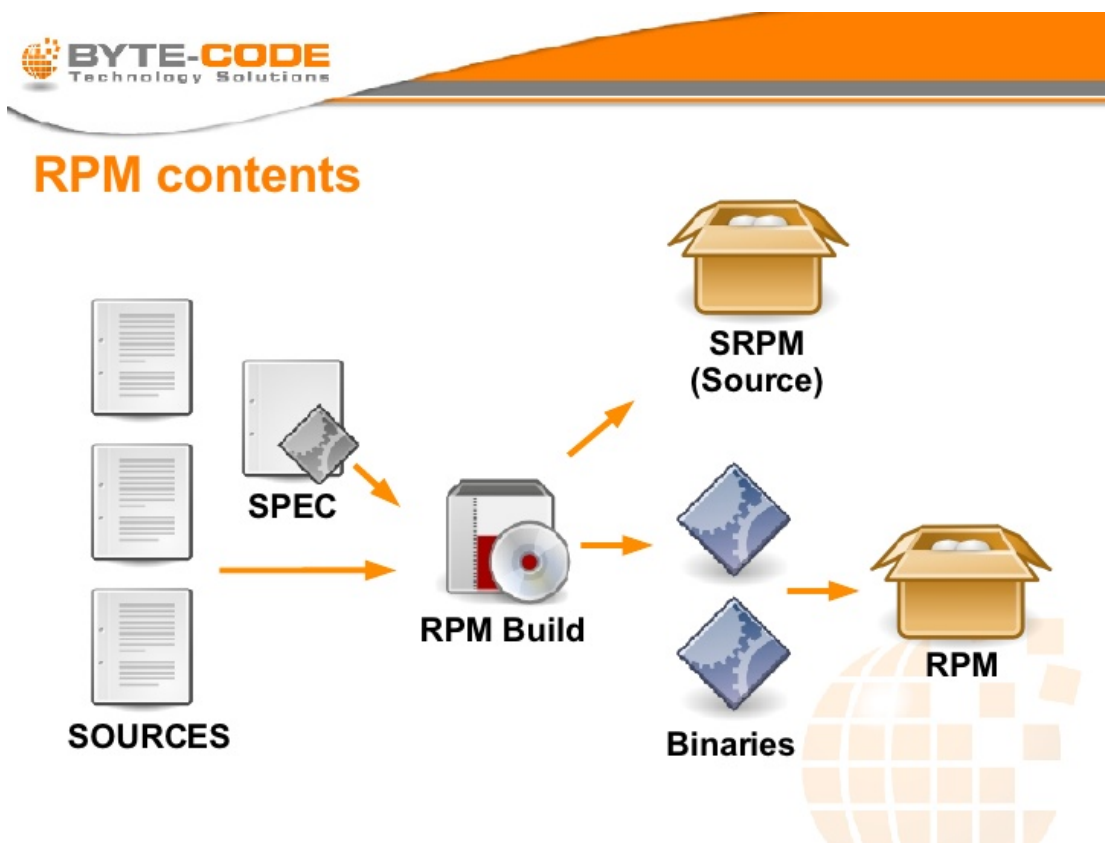 BYTE-CODE
Technology Solutions
RPM contents
SRPM
(Source)
SPEC
RPM Build
RPM
SOURCES
Binaries